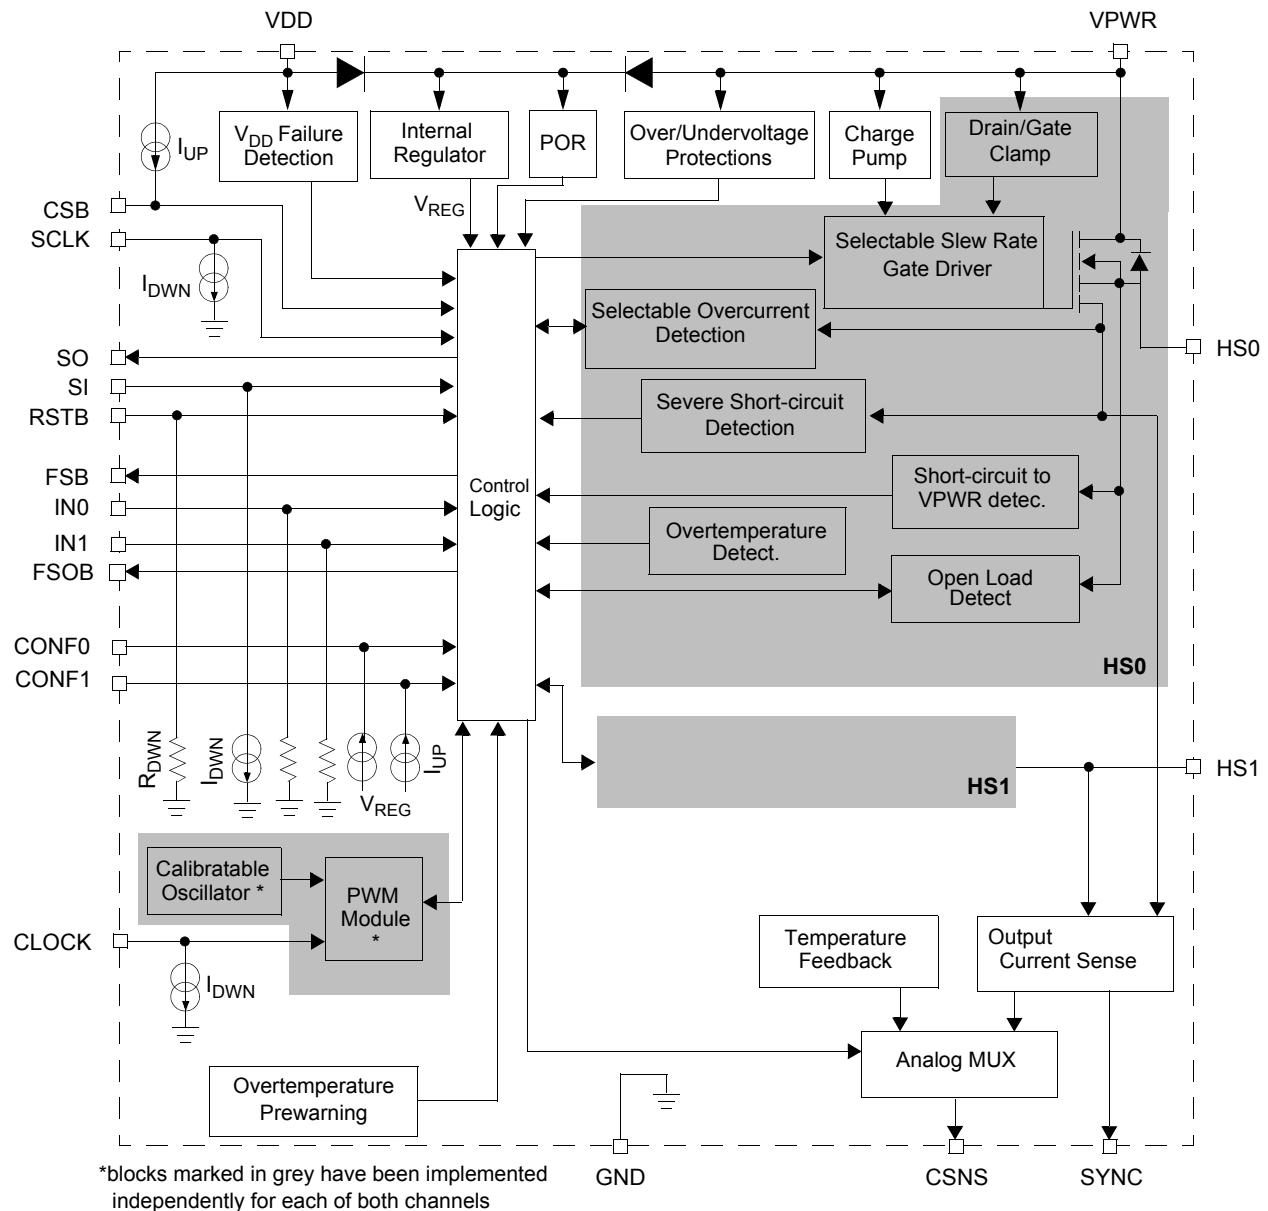 VDD
VPWR
VDD Failure
Detection
Internal
Regulator
POR
Over/Undervoltage
Protections
Charge
Pump
Drain/Gate
Clamp
IUP
VREG
CSB
SCLK
IDWN
SO
SI
RSTB
FSB
IN0
IN1
FSOB
CONF0
CONF1
Control
Logic
Selectable Slew Rate
Gate Driver
Selectable Overcurrent
Detection
Severe Short-circuit
Detection
Short-circuit to
VPWR detec.
Overtemperature
Detect.
Open Load
Detect
HS0
HS0
HS1
HS1
RDWN
IDWN
VREG
IUP
Calibratable
Oscillator *
PWM
Module
*
CLOCK
IDWN
Temperature
Feedback
Output
Current Sense
Analog MUX
Overtemperature
Prewarning
GND
CSNS
SYNC
*blocks marked in grey have been implemented
independently for each of both channels